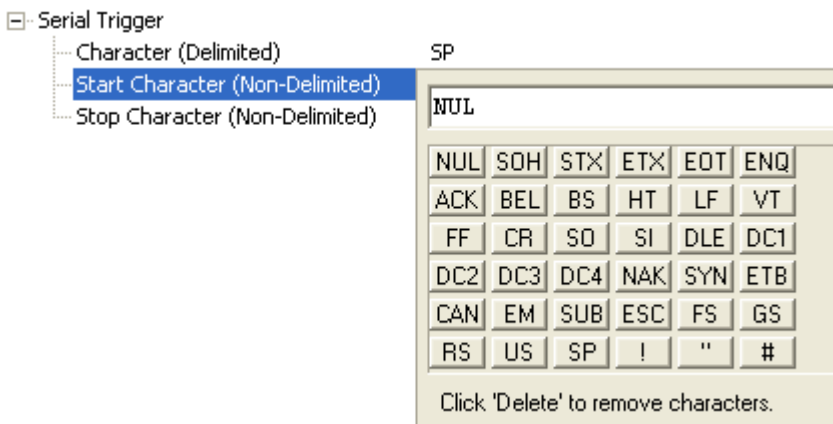 Serial Trigger
Character (Delimited) SP
Start Character (Non-Delimited)
Stop Character (Non-Delimited)
NUL
NUL SOH STX ETX EOT ENQ
ACK BEL BS HT LF VT
FF CR SO SI DLE DC1
DC2 DC3 DC4 NAK SYN ETB
CAN EM SUB ESC FS GS
RS US SP ! " #
Click 'Delete' to remove characters.